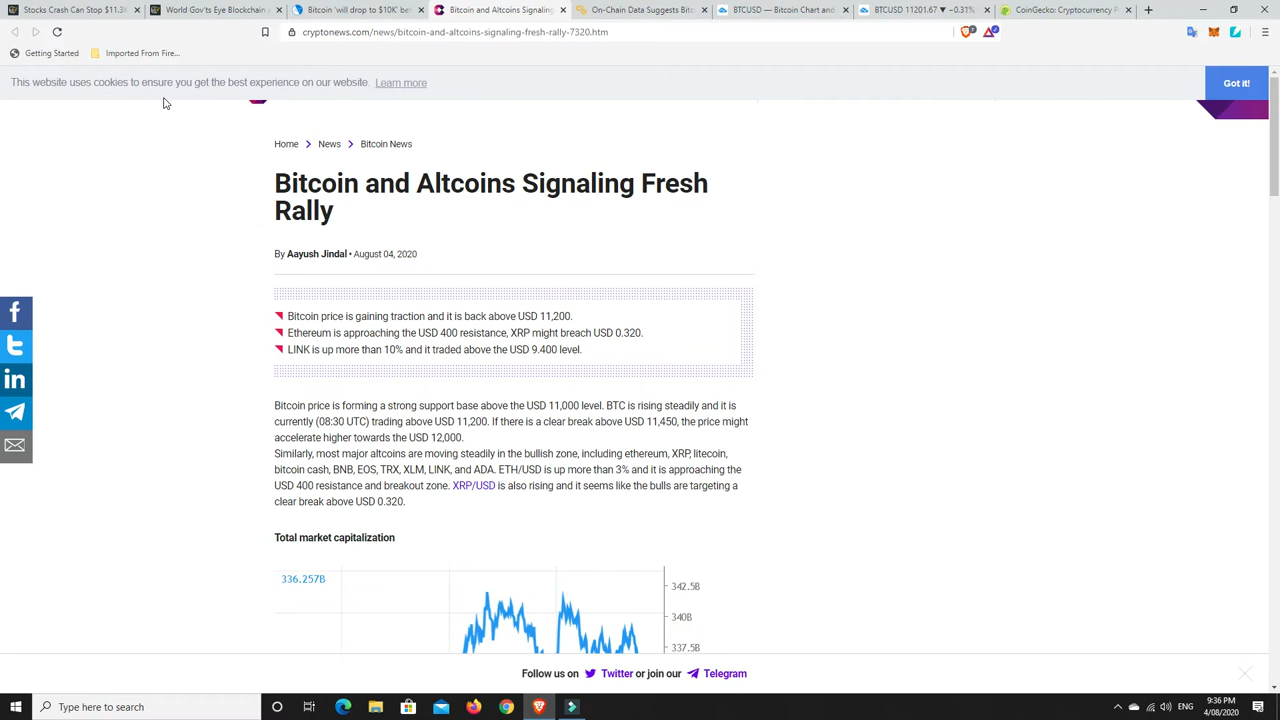 Stocks Crash Can Stop $11.3K
World Gov'ts Eye Blockchain
Bitcoin 'will drop to $10K' bef
Bitcoin and Altcoins Signaling
On-Chain Data Suggests Bitc
BTCUSD — Bitcoin Chart and
BTCUSD 11201.67 ▼ −0.31%
CoinGecko: Cryptocurrency P
cryptonews.com/news/bitcoin-and-altcoins-signaling-fresh-rally-7320.htm
Getting Started
Imported From Fire...
This website uses cookies to ensure you get the best experience on our website. Learn more
Got it!
Home
News
Bitcoin News
Bitcoin and Altcoins Signaling Fresh
Rally
By Aayush Jindal • August 04, 2020
Bitcoin price is gaining traction and it is back above USD 11,200.
Ethereum is approaching the USD 400 resistance, XRP might breach USD 0.320.
LINK is up more than 10% and it traded above the USD 9.400 level.
Bitcoin price is forming a strong support base above the USD 11,000 level. BTC is rising steadily and it is
currently (08:30 UTC) trading above USD 11,200. If there is a clear break above USD 11,450, the price might
accelerate higher towards the USD 12,000.
Similarly, most major altcoins are moving steadily in the bullish zone, including ethereum, XRP, litecoin,
bitcoin cash, BNB, EOS, TRX, XLM, LINK, and ADA. ETH/USD is up more than 3% and it is approaching the
USD 400 resistance and breakout zone. XRP/USD is also rising and it seems like the bulls are targeting a
clear break above USD 0.320.
Total market capitalization
336.257B
342.5B
340B
337.5B
Follow us on Twitter or join our Telegram
Type here to search
ENG
9:36 PM
4/08/2020